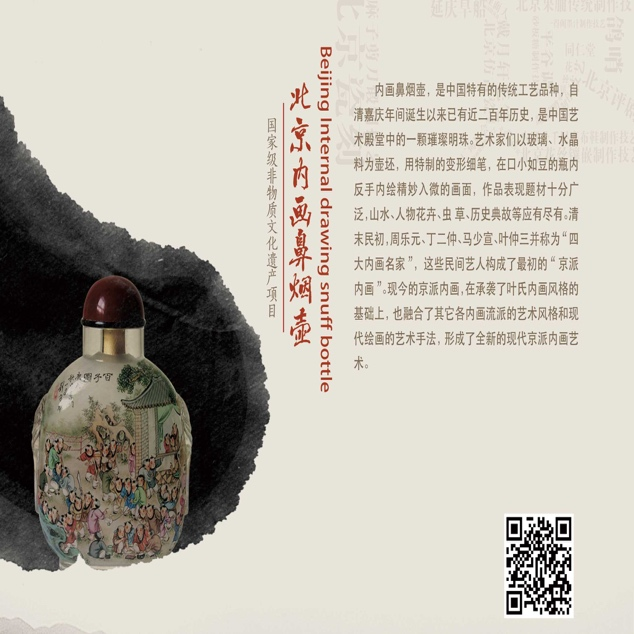 Beijing Internal drawing snuff bottle
北京内画鼻烟壶
国家级非物质文化遗产项目
内画鼻烟壶，是中国特有的传统工艺品种，自
清嘉庆年间诞生以来已有近二百年历史，是中国艺
术殿堂中的一颗璀璨明珠。艺术家们以玻璃、水晶
料为壶坯，用特制的变形细笔，在口小如豆的瓶内
反手内绘精妙入微的画面，作品表现题材十分广
泛，山水、人物花卉、虫 草、历史典故等应有尽有。清
末民初，周乐元、丁二仲、马少宣、叶仲三并称为“四
大内画名家”，这些民间艺人构成了最初的“京派
内画”。现今的京派内画，在承袭了叶氏内画风格的
基础上，也融合了其它各内画流派的艺术风格和现
代绘画的艺术手法，形成了全新的现代京派内画艺
术。